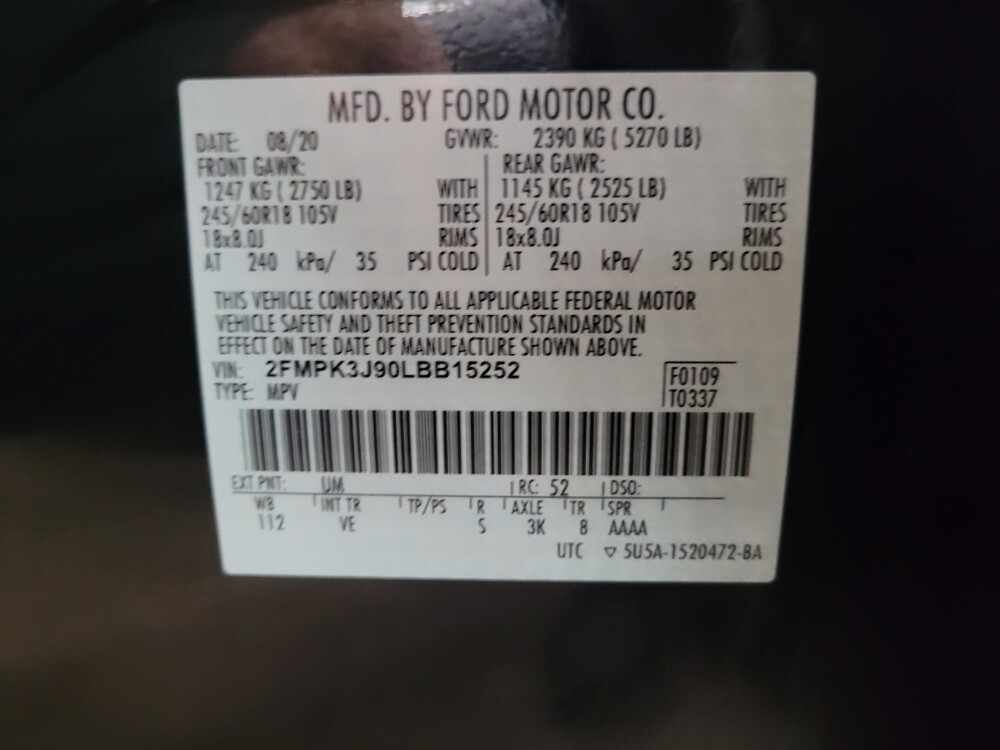 MFD. BY FORD MOTOR CO.
DATE: 08/20 GVWR: 2390 KG ( 5270 LB)
FRONT GAWR: REAR GAWR:
1247 KG ( 2750 LB) WITH 1145 KG ( 2525 LB) WITH
245/60R18 105V TIRES 245/60R18 105V TIRES
18x8.0J RIMS 18x8.0J RIMS
AT 240 kPa/ 35 PSI COLD AT 240 kPa/ 35 PSI COLD
THIS VEHICLE CONFORMS TO ALL APPLICABLE FEDERAL MOTOR
VEHICLE SAFETY AND THEFT PREVENTION STANDARDS IN
EFFECT ON THE DATE OF MANUFACTURE SHOWN ABOVE.
VIN: 2FMPK3J90LBB15252 F0109
TYPE: MPV T0337
EXT PNT: UM RC: 52 DSO:
WB INT TR TP/PS R AXLE TR SPR
112 VE S 3K 8 AAAA
UTC ▽ 5U5A-1520472-BA